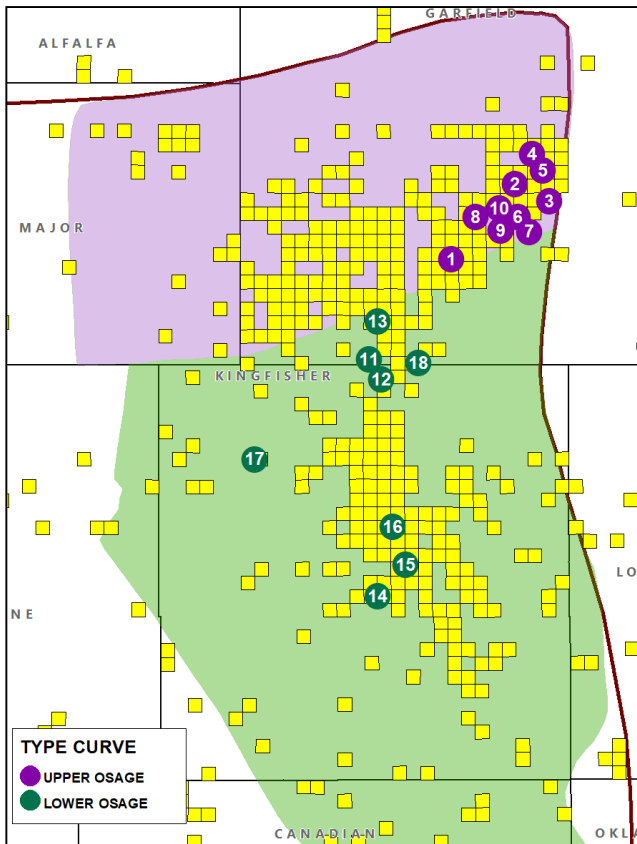 GARFIELD
ALFALFA
4
5
2
3
10
8
6
9
7
MAJOR
1
13
11
18
KINGFISHER
12
17
16
15
LO
14
NE
TYPE CURVE
UPPER OSAGE
LOWER OSAGE
CANADIAN
OKLA